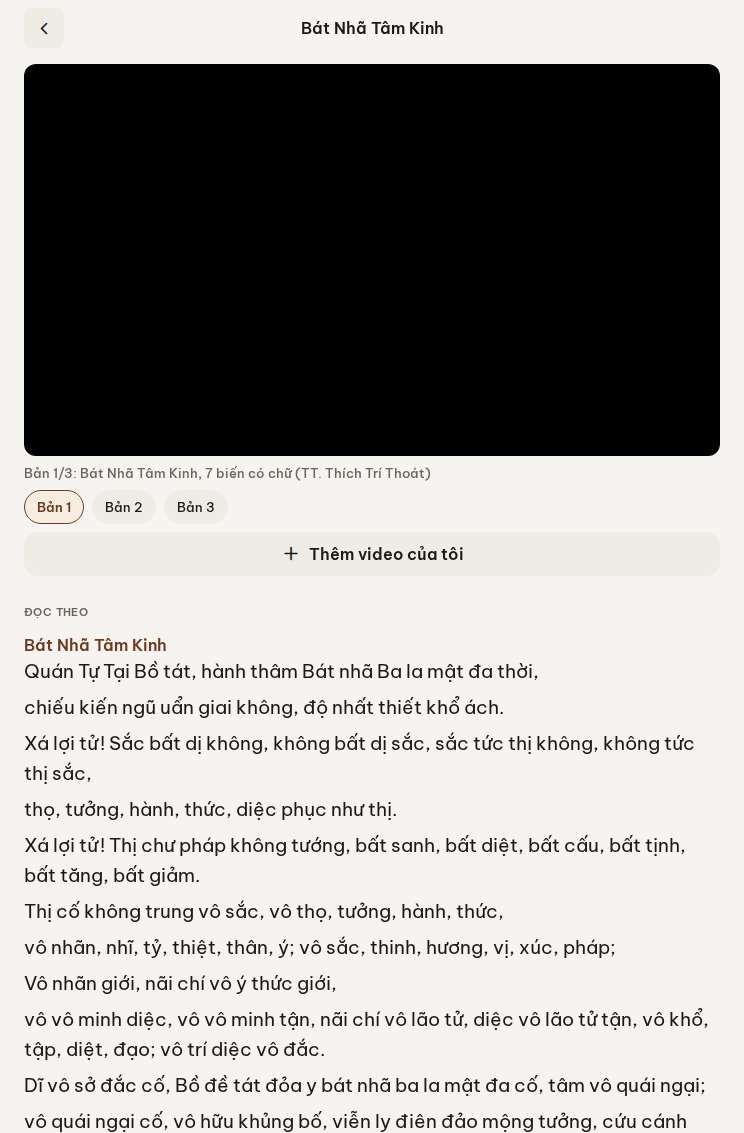 Bát Nhã Tâm Kinh
Bản 1/3: Bát Nhã Tâm Kinh, 7 biến có chữ (TT. Thích Trí Thoát)
Bản 1
Bản 2
Bản 3
Thêm video của tôi
ĐỌC THEO
Bát Nhã Tâm Kinh
Quán Tự Tại Bồ tát, hành thâm Bát nhã Ba la mật đa thời,
chiếu kiến ngũ uẩn giai không, độ nhất thiết khổ ách.
Xá lợi tử! Sắc bất dị không, không bất dị sắc, sắc tức thị không, không tức
thị sắc,
thọ, tưởng, hành, thức, diệc phục như thị.
Xá lợi tử! Thị chư pháp không tướng, bất sanh, bất diệt, bất cấu, bất tịnh,
bất tăng, bất giảm.
Thị cố không trung vô sắc, vô thọ, tưởng, hành, thức,
vô nhãn, nhĩ, tỷ, thiệt, thân, ý; vô sắc, thinh, hương, vị, xúc, pháp;
Vô nhãn giới, nãi chí vô ý thức giới,
vô vô minh diệc, vô vô minh tận, nãi chí vô lão tử, diệc vô lão tử tận, vô khổ,
tập, diệt, đạo; vô trí diệc vô đắc.
Dĩ vô sở đắc cố, Bồ đề tát đỏa y bát nhã ba la mật đa cố, tâm vô quái ngại;
vô quái ngại cố, vô hữu khủng bố, viễn ly điên đảo mộng tưởng, cứu cánh